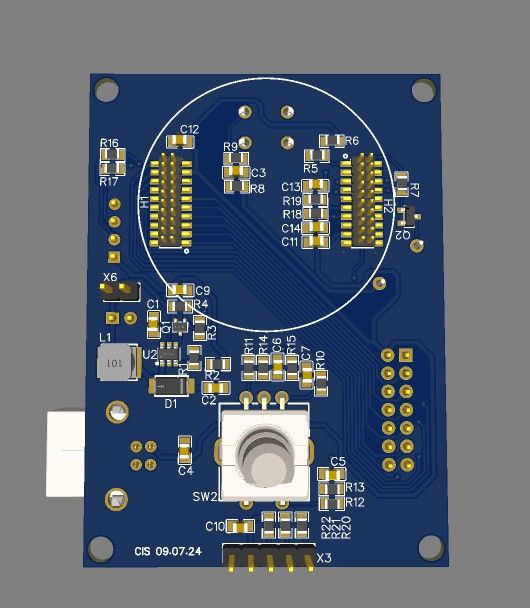 C12
R16
R17
R9
C3
R8
R6
R5
C13
R19
R18
C14
C11
R7
H1
H2
Q2
X6
C9
R4
C1
Q1
R3
L1
101
U2
R1
R2
D1
C2
R11
R14
C6
R15
C7
R10
C4
SW2
C5
R13
R12
C10
R22
R21
R20
X3
CIS 09.07.24